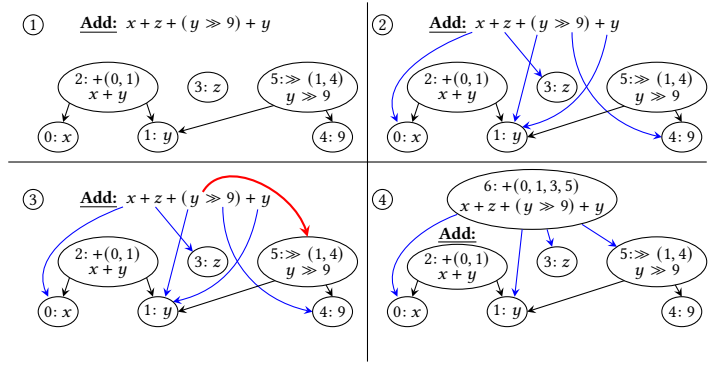 ① Add: x + z + (y ≫ 9) + y
2: +(0, 1)
x + y
3: z
5:≫ (1, 4)
y ≫ 9
0: x
1: y
4: 9
② Add: x + z + (y ≫ 9) + y
2: +(0, 1)
x + y
3: z
5:≫ (1, 4)
y ≫ 9
0: x
1: y
4: 9
③ Add: x + z + (y ≫ 9) + y
2: +(0, 1)
x + y
3: z
5:≫ (1, 4)
y ≫ 9
0: x
1: y
4: 9
④
6: +(0, 1, 3, 5)
x + z + (y ≫ 9) + y
Add:
2: +(0, 1)
x + y
3: z
5:≫ (1, 4)
y ≫ 9
0: x
1: y
4: 9